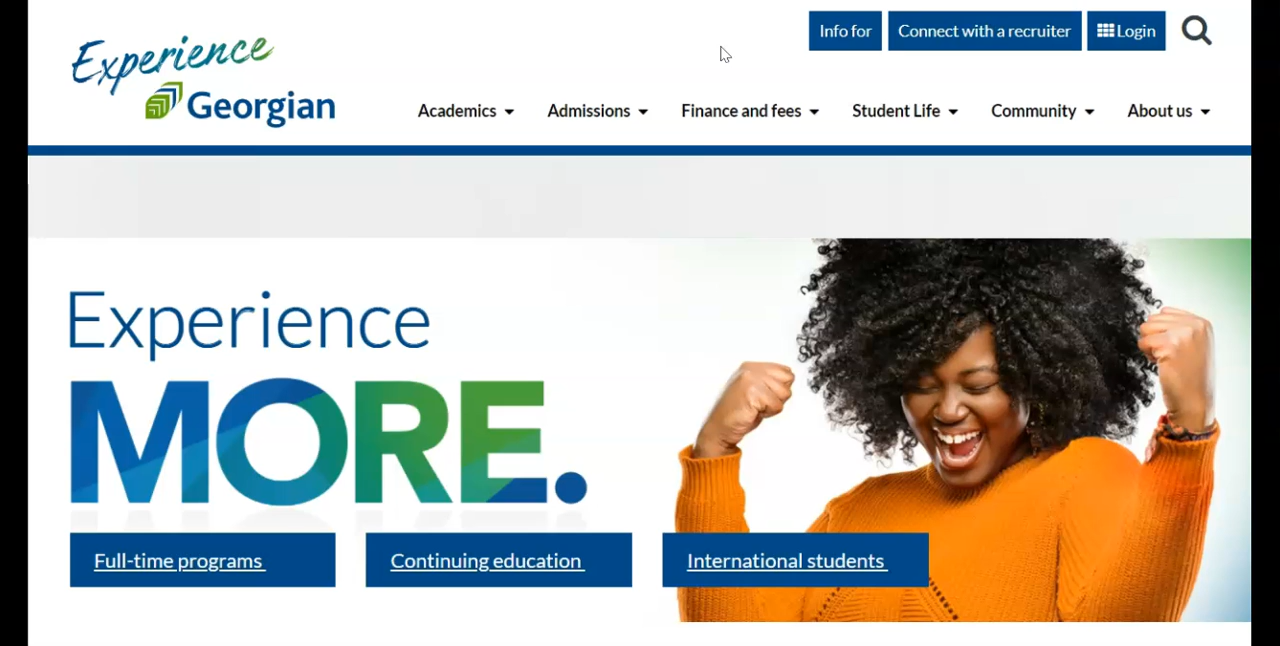 Info for Connect with a recruiter Login
Experience
Georgian
Academics Admissions Finance and fees Student Life Community About us
Experience
MORE.
Full-time programs Continuing education International students